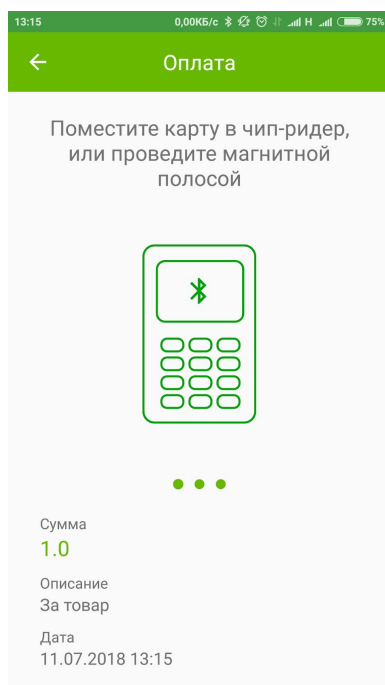 13:15 0,00КБ/с H 75%
Оплата
Поместите карту в чип-ридер,
или проведите магнитной
полосой
Сумма
1.0
Описание
За товар
Дата
11.07.2018 13:15